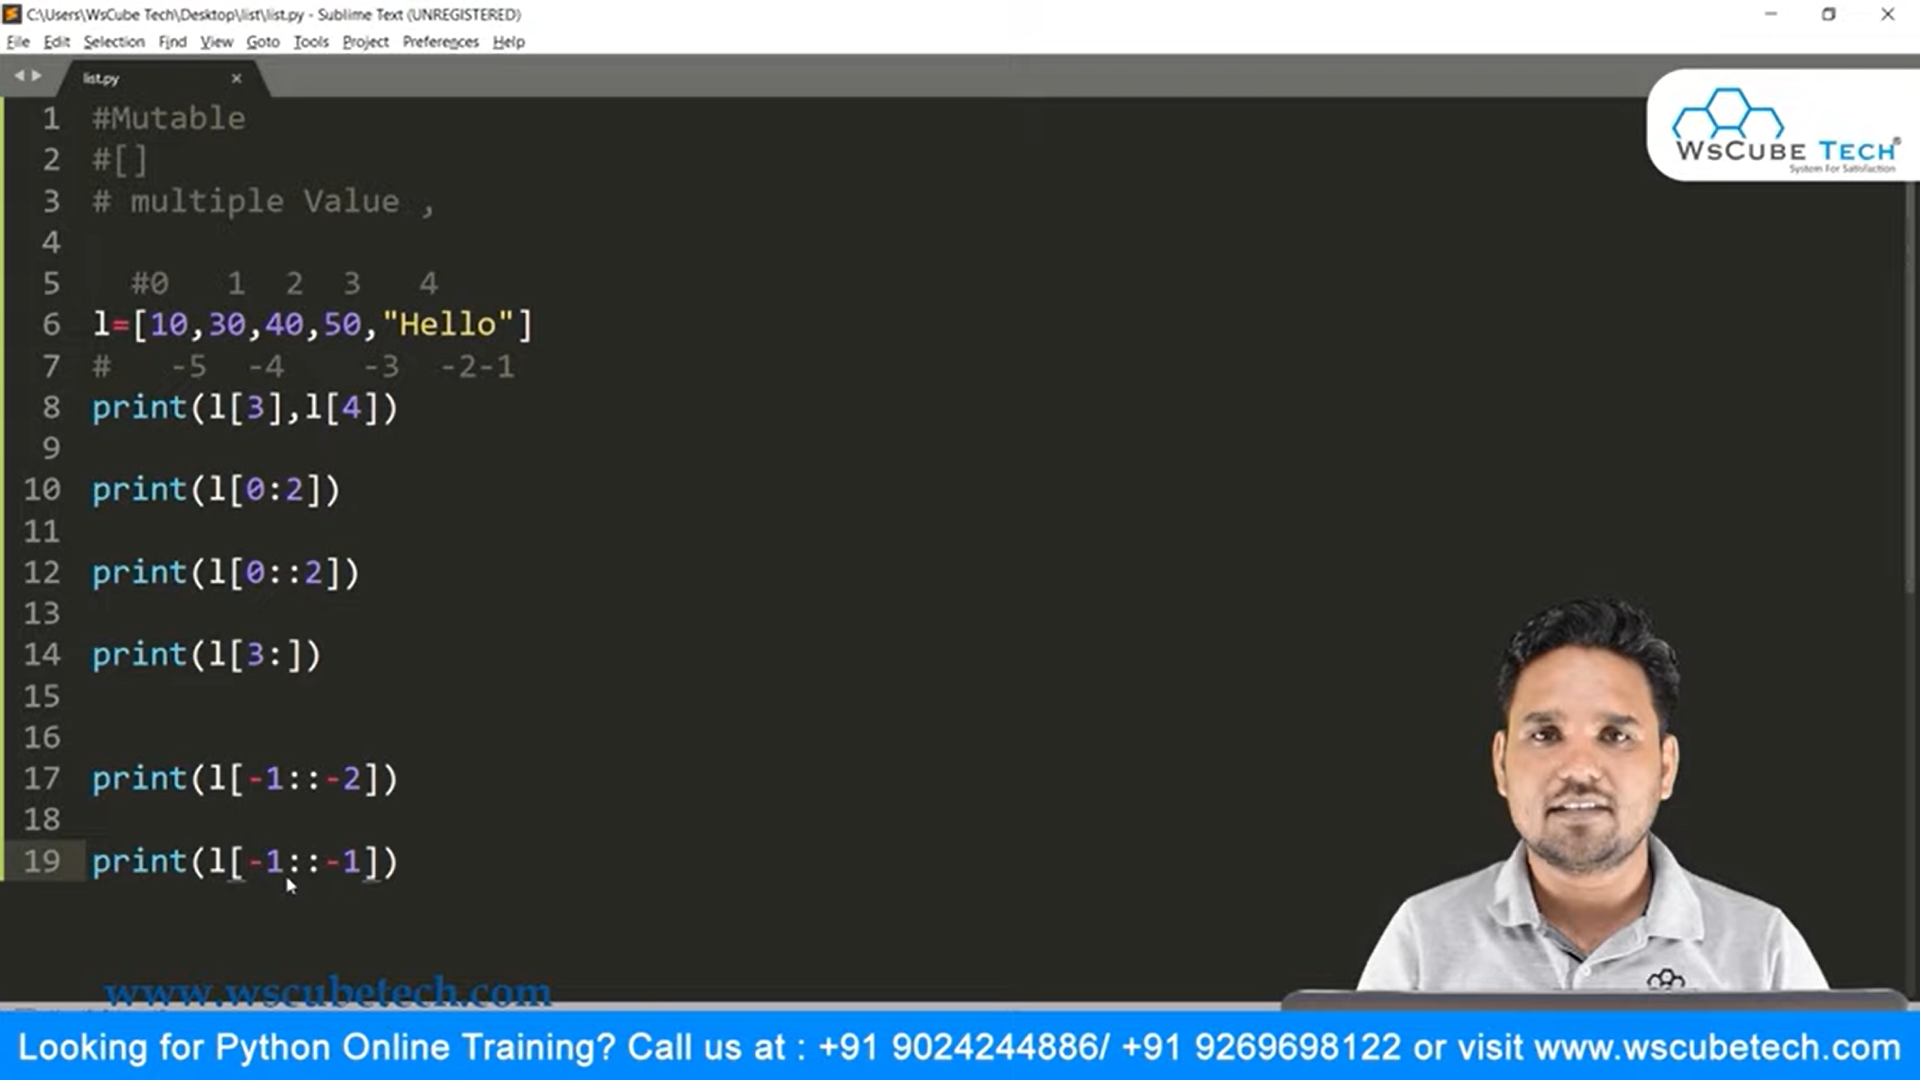 C:\Users\WsCube Tech\Desktop\list\list.py - Sublime Text (UNREGISTERED)
File Edit Selection Find View Goto Tools Project Preferences Help
list.py
WsCube Tech®
System For Satisfaction
1 #Mutable
2 #[]
3 # multiple Value ,
4
5 #0 1 2 3 4
6 l=[10,30,40,50,"Hello"]
7 # -5 -4 -3 -2-1
8 print(l[3],l[4])
9
10 print(l[0:2])
11
12 print(l[0::2])
13
14 print(l[3:])
15
16
17 print(l[-1::-2])
18
19 print(l[-1::-1])
www.wscubetech.com
Looking for Python Online Training? Call us at : +91 9024244886/ +91 9269698122 or visit www.wscubetech.com